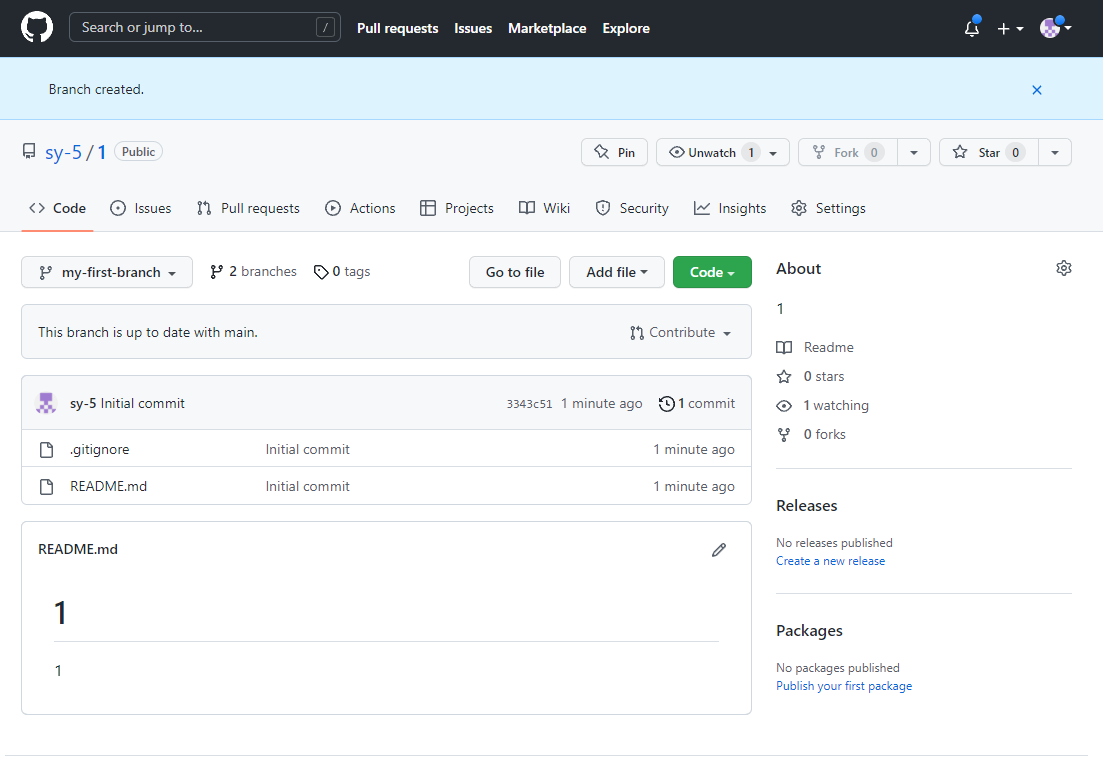 Search or jump to... /
Pull requests Issues Marketplace Explore
Branch created.
sy-5 / 1 Public
Pin Unwatch 1 Fork 0 Star 0
Code Issues Pull requests Actions Projects Wiki Security Insights Settings
my-first-branch 2 branches 0 tags Go to file Add file Code
This branch is up to date with main. Contribute
sy-5 Initial commit 3343c51 1 minute ago 1 commit
.gitignore Initial commit 1 minute ago
README.md Initial commit 1 minute ago
README.md
1
1
About
1
Readme
0 stars
1 watching
0 forks
Releases
No releases published
Create a new release
Packages
No packages published
Publish your first package